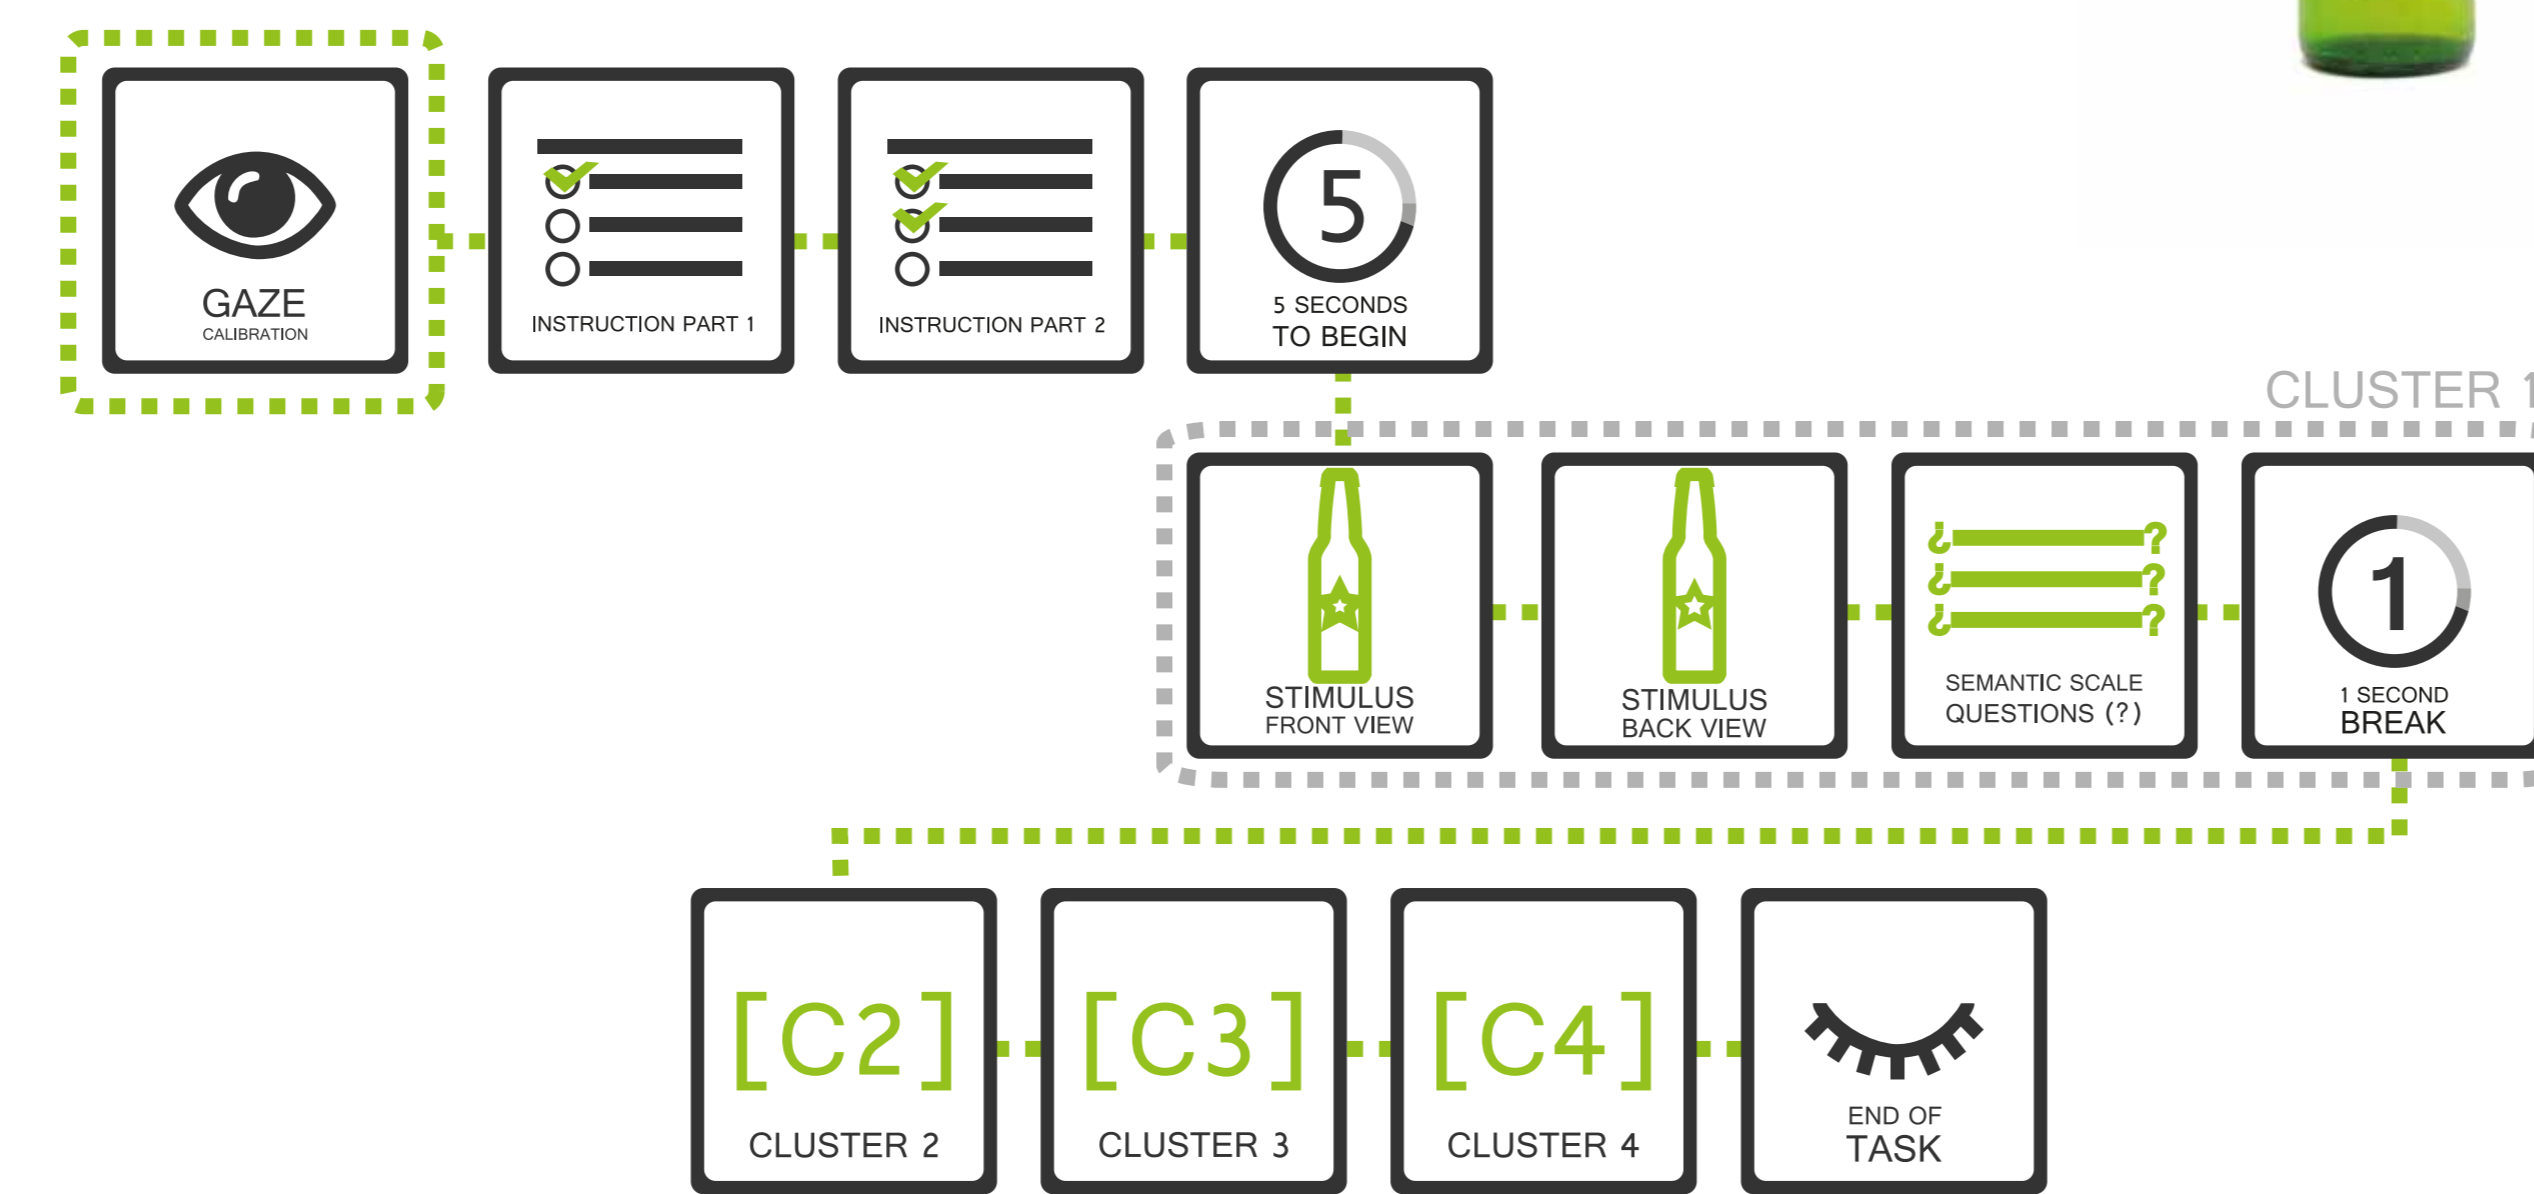 GAZE
CALIBRATION
INSTRUCTION PART 1
INSTRUCTION PART 2
5
5 SECONDS
TO BEGIN
CLUSTER 1
STIMULUS
FRONT VIEW
STIMULUS
BACK VIEW
¿ ?
¿ ?
¿ ?
SEMANTIC SCALE
QUESTIONS (?)
1
1 SECOND
BREAK
[C2]
CLUSTER 2
[C3]
CLUSTER 3
[C4]
CLUSTER 4
END OF
TASK